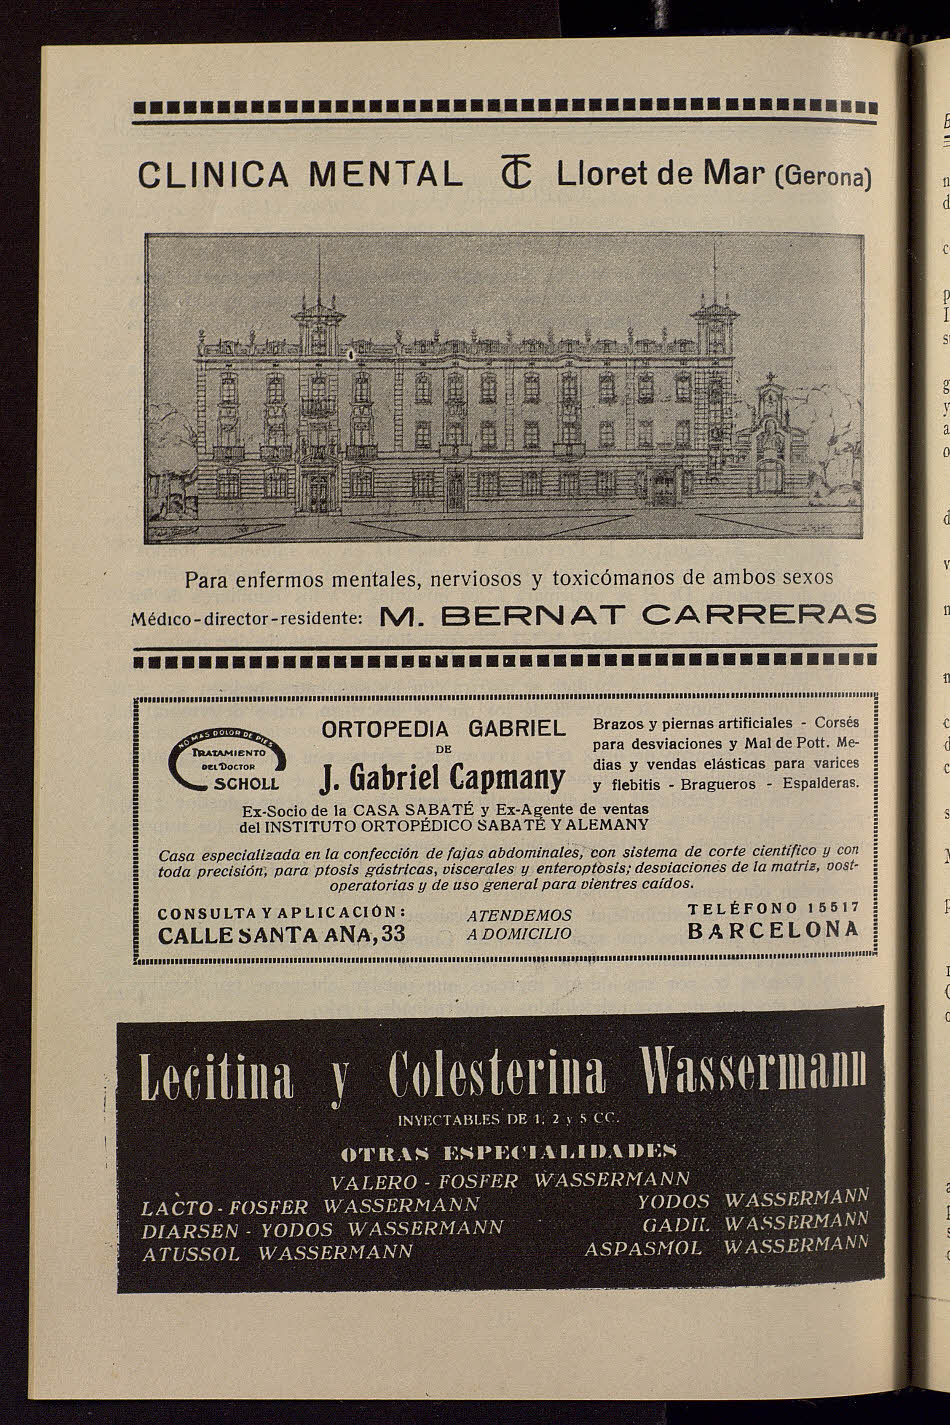 CLINICA MENTAL TC Lloret de Mar (Gerona)
Para enfermos mentales, nerviosos y toxicómanos de ambos sexos
Médico-director-residente: M. BERNAT CARRERAS
NO MAS DOLOR DE PIES
TRATAMIENTO
DEL DOCTOR
SCHOLL
ORTOPEDIA GABRIEL
DE
J. Gabriel Capmany
Brazos y piernas artificiales - Corsés
para desviaciones y Mal de Pott. Me-
dias y vendas elásticas para varices
y flebitis - Bragueros - Espalderas.
Ex-Socio de la CASA SABATÉ y Ex-Agente de ventas
del INSTITUTO ORTOPÉDICO SABATÉ Y ALEMANY
Casa especializada en la confección de fajas abdominales, con sistema de corte científico y con
toda precisión, para ptosis gástricas, viscerales y enteroptosis; desviaciones de la matriz, post-
operatorias y de uso general para vientres caídos.
CONSULTA Y APLICACIÓN:
CALLE SANTA ANA, 33
ATENDEMOS
A DOMICILIO
TELÉFONO 15517
BARCELONA
Lecitina y Colesterina Wassermann
INYECTABLES DE 1, 2 y 5 CC.
OTRAS ESPECIALIDADES
VALERO - FOSFER WASSERMANN
LACTO - FOSFER WASSERMANN
YODOS WASSERMANN
DIARSEN - YODOS WASSERMANN
GADIL WASSERMANN
ATUSSOL WASSERMANN
ASPASMOL WASSERMANN